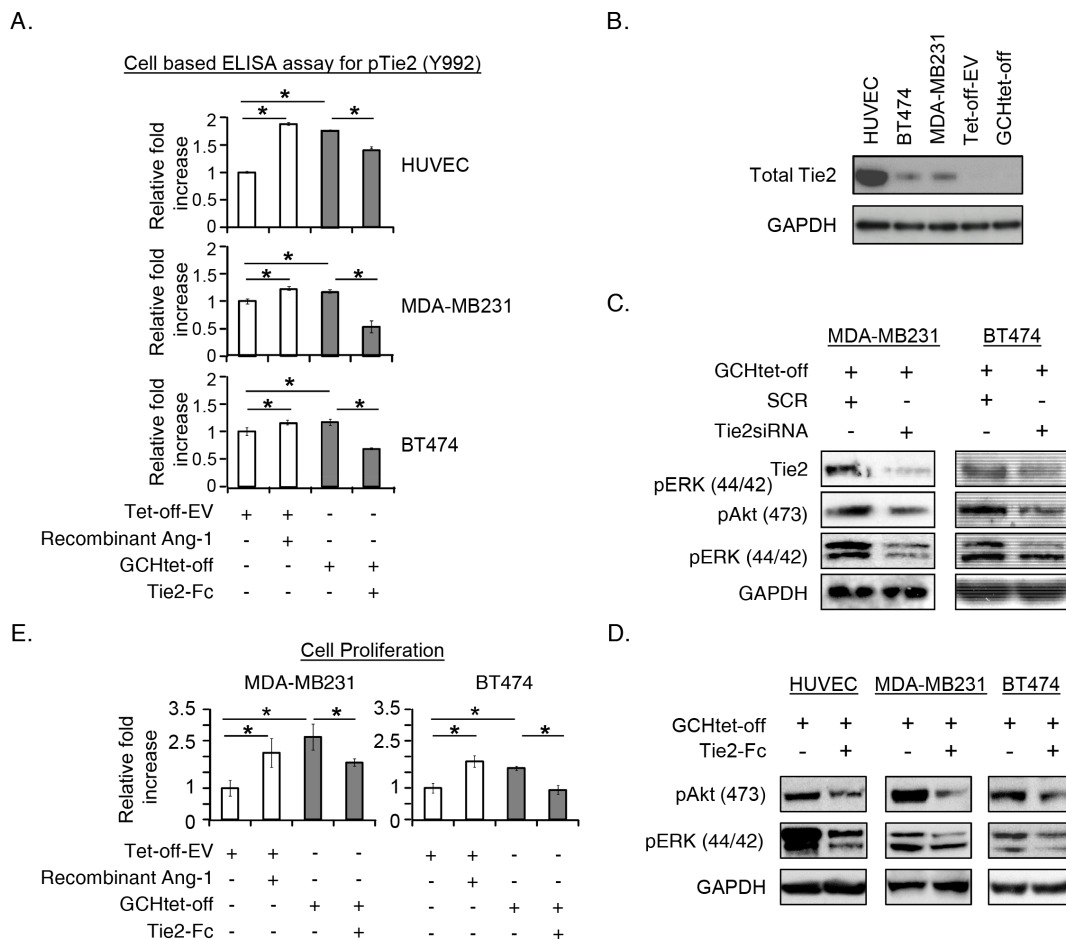 A.
Cell based ELISA assay for pTie2 (Y992)
Relative fold
increase
2
1.5
1
0.5
0
* * *
HUVEC
Relative fold
increase
2
1.5
1
0.5
0
* * *
MDA-MB231
Relative fold
increase
2
1.5
1
0.5
0
* * *
BT474
Tet-off-EV + + - -
Recombinant Ang-1 - + - -
GCHtet-off - - + +
Tie2-Fc - - - +
B.
HUVEC
BT474
MDA-MB231
Tet-off-EV
GCHtet-off
Total Tie2
GAPDH
C.
MDA-MB231 BT474
GCHtet-off + + + +
SCR + - + -
Tie2siRNA - + - +
Tie2
pERK (44/42)
pAkt (473)
pERK (44/42)
GAPDH
E.
Cell Proliferation
MDA-MB231 BT474
Relative fold
increase
3.5
2.5
1
0
* * *
3.5
2.5
1
0
* * *
Tet-off-EV + + - - + + - -
Recombinant Ang-1 - + - - - + - -
GCHtet-off - - + + - - + +
Tie2-Fc - - - + - - - +
D.
HUVEC MDA-MB231 BT474
GCHtet-off + + + + + +
Tie2-Fc - + - + - +
pAkt (473)
pERK (44/42)
GAPDH